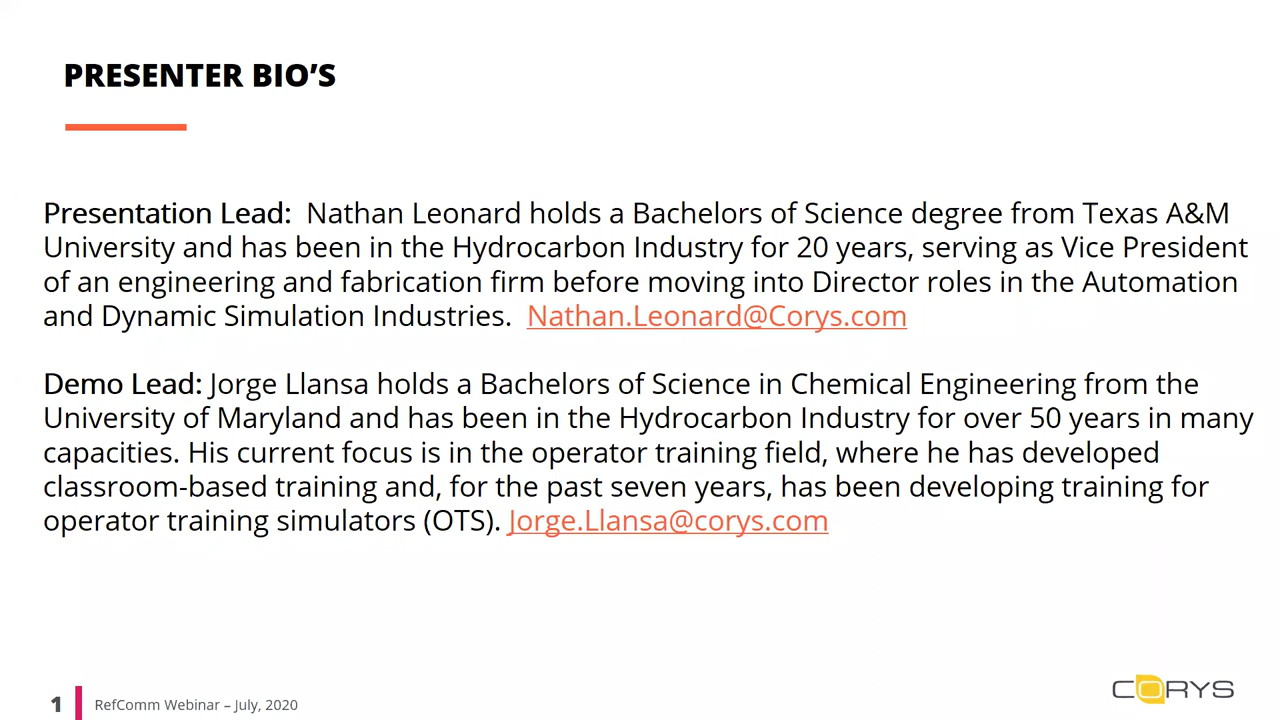 PRESENTER BIO’S
Presentation Lead:  Nathan Leonard holds a Bachelors of Science degree from Texas A&M
University and has been in the Hydrocarbon Industry for 20 years, serving as Vice President
of an engineering and fabrication firm before moving into Director roles in the Automation
and Dynamic Simulation Industries.  Nathan.Leonard@Corys.com
Demo Lead: Jorge Llansa holds a Bachelors of Science in Chemical Engineering from the
University of Maryland and has been in the Hydrocarbon Industry for over 50 years in many
capacities. His current focus is in the operator training field, where he has developed
classroom-based training and, for the past seven years, has been developing training for
operator training simulators (OTS). Jorge.Llansa@corys.com
1 RefComm Webinar – July, 2020
CORYS